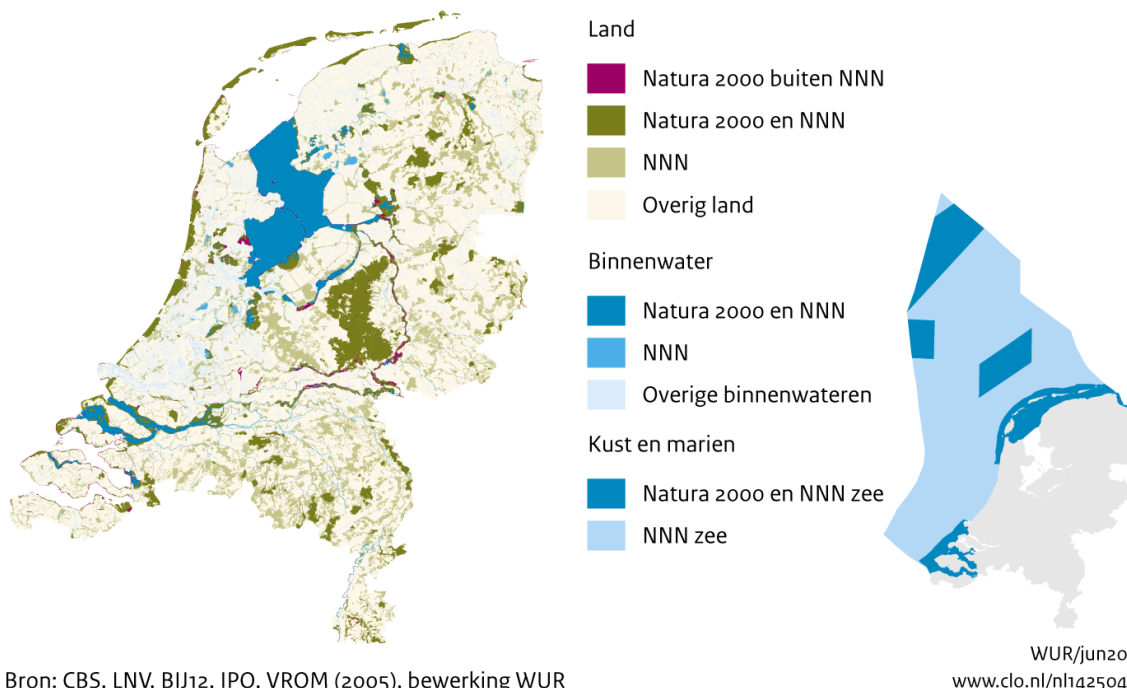 Land
Natura 2000 buiten NNN
Natura 2000 en NNN
NNN
Overig land
Binnenwater
Natura 2000 en NNN
NNN
Overige binnenwateren
Kust en marien
Natura 2000 en NNN zee
NNN zee
WUR/jun20
Bron: CBS, LNV, BIJ12, IPO, VROM (2005), bewerking WUR
www.clo.nl/nl142504